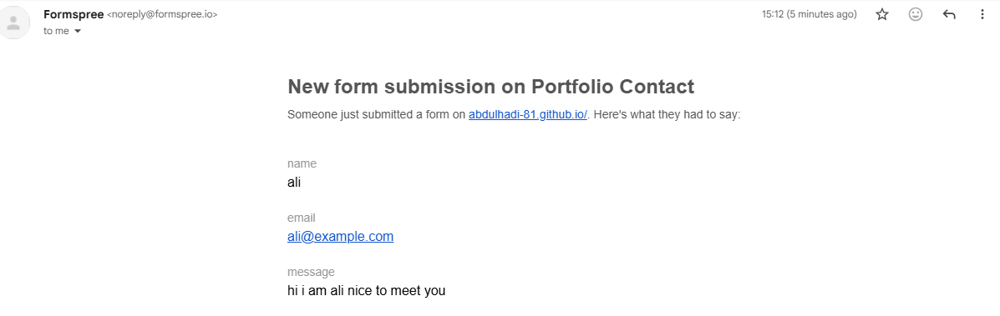 Formspree <noreply@formspree.io> 15:12 (5 minutes ago)
to me
New form submission on Portfolio Contact
Someone just submitted a form on abdulhadi-81.github.io/. Here's what they had to say:
name
ali
email
ali@example.com
message
hi i am ali nice to meet you